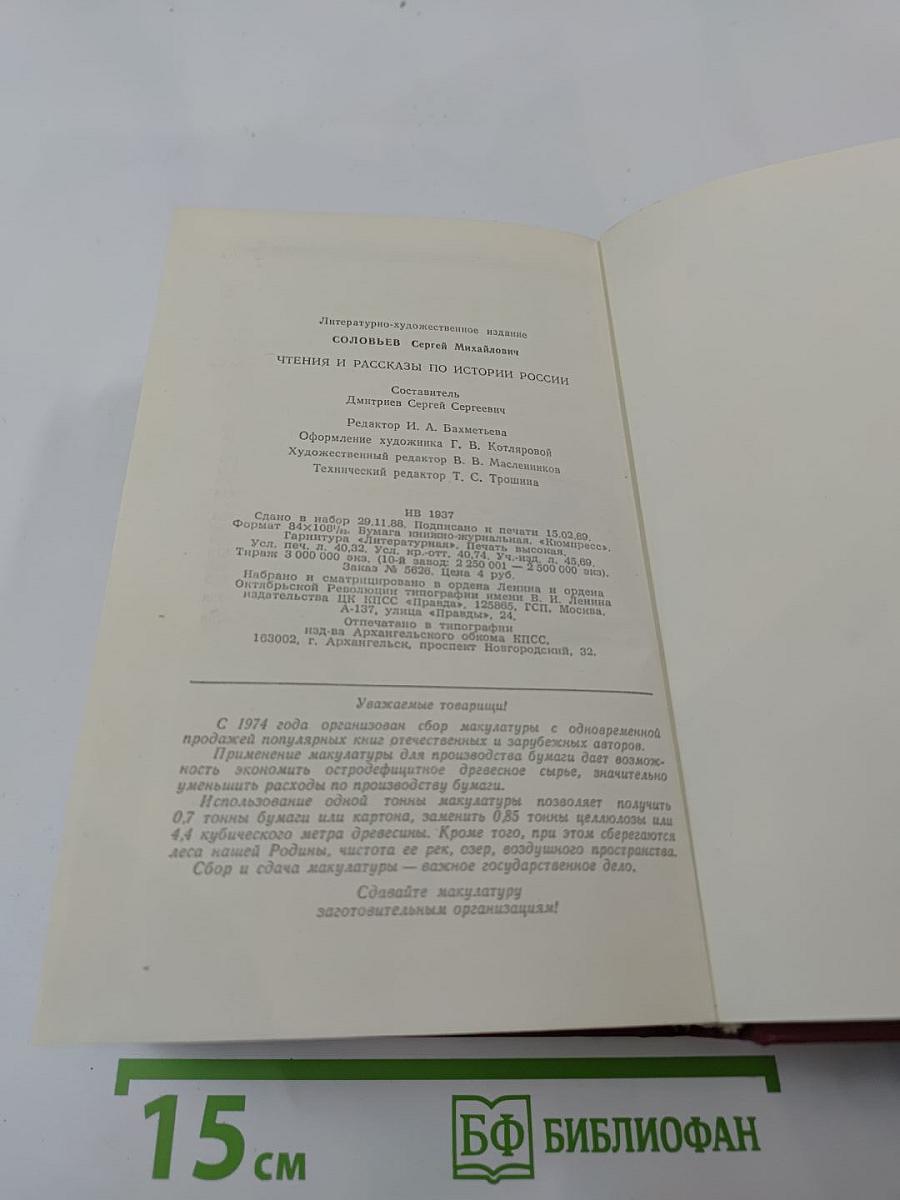 Литературно-художественное издание
СОЛОВЬЕВ Сергей Михайлович
ЧТЕНИЯ И РАССКАЗЫ ПО ИСТОРИИ РОССИИ
Составитель
Дмитриев Сергей Сергеевич
Редактор И. А. Бахметьева
Оформление художника Г. В. Котляровой
Художественный редактор В. В. Масленников
Технический редактор Т. С. Трошина
ИВ 1937
Сдано в набор 29.11.88. Подписано к печати 15.02.89.
Формат 84×108¹/₃₂. Бумага книжно-журнальная. «Кюмпресс».
Гарнитура «Литературная». Печать высокая.
Усл. печ. л. 40,32. Усл. кр.-отт. 40,74. Уч.-изд. л. 45,69.
Тираж 3 000 000 экз. (10-й завод: 2 250 001 — 2 500 000 экз).
Заказ № 5626. Цена 4 руб.
Набрано и сматрицировано в ордена Ленина и ордена
Октябрьской Революции типографии имени В. И. Ленина
издательства ЦК КПСС «Правда». 125865, ГСП, Москва,
А-137, улица «Правды», 24.
Отпечатано в типографии
изд-ва Архангельского обкома КПСС.
163002, г. Архангельск, проспект Новгородский, 32.
Уважаемые товарищи!
С 1974 года организован сбор макулатуры с одновременной
продажей популярных книг отечественных и зарубежных авторов.
Применение макулатуры для производства бумаги дает возмож-
ность экономить остродефицитное древесное сырье, значительно
уменьшить расходы по производству бумаги.
Использование одной тонны макулатуры позволяет получить
0,7 тонны бумаги или картона, заменить 0,85 тонны целлюлозы или
4,4 кубического метра древесины. Кроме того, при этом сберегаются
леса нашей Родины, чистота ее рек, озер, воздушного пространства.
Сбор и сдача макулатуры — важное государственное дело.
Сдавайте макулатуру
заготовительным организациям!
15 см
БФ БИБЛИОФАН